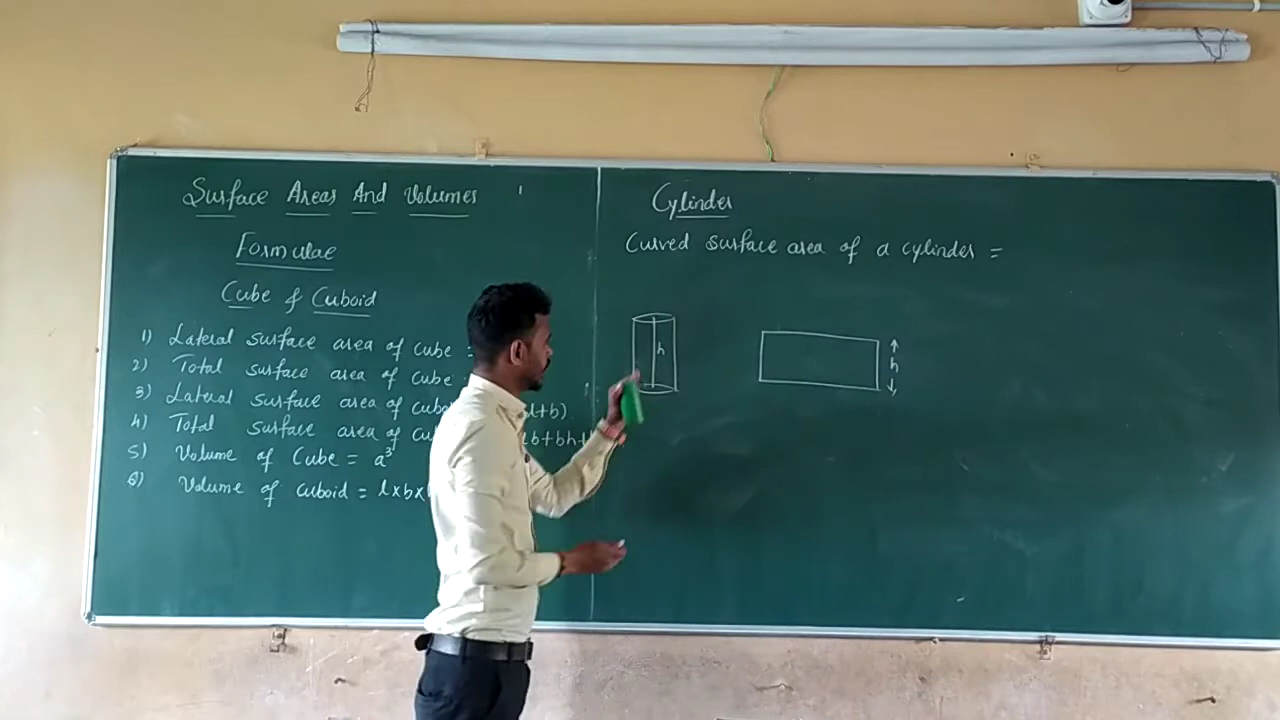 Surface Areas And Volumes
Formulae
Cube & Cuboid
1) Lateral surface area of cube =
2) Total surface area of cube
3) Lateral surface area of l+b)
4) Total surface area of lb+bh+
5) Volume of Cube = a³
6) Volume of cuboid = l×b×
Cylinder
Curved surface area of a cylinder =
h
h